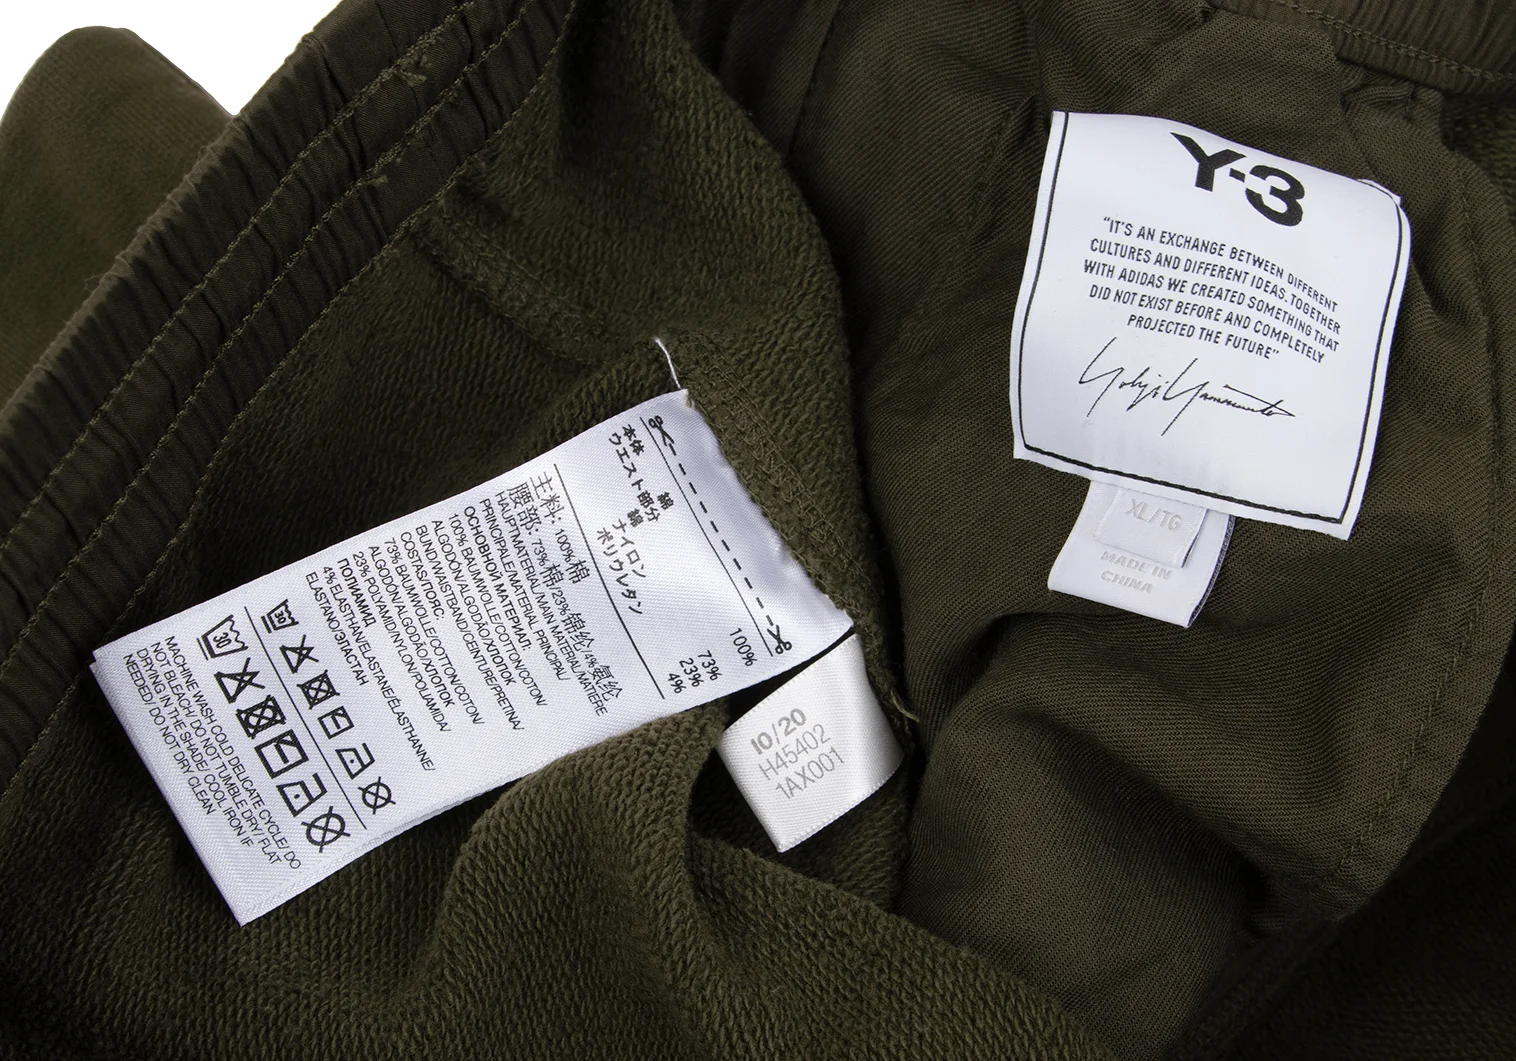 Y-3
"IT'S AN EXCHANGE BETWEEN DIFFERENT
CULTURES AND DIFFERENT IDEAS. TOGETHER
WITH ADIDAS WE CREATED SOMETHING THAT
DID NOT EXIST BEFORE AND COMPLETELY
PROJECTED THE FUTURE"
Yohji Yamamoto
XL/TG
MADE IN
CHINA
本体 綿 100%
ウエスト部分 綿 73%
ナイロン 23%
ポリウレタン 4%
主料: 100%棉
腰部: 73%棉/23%锦纶/4%氨纶
HAUPTMATERIAL/MAIN MATERIAL/MATIERE
PRINCIPALE/MATERIAL PRINCIPAL/
ОСНОВНОЙ МАТЕРИАЛ:
100% BAUMWOLLE/COTTON/COTON/
ALGODÓN/ALGODÃO/ХЛОПОК
BUND/WAISTBAND/CEINTURE/PRETINA/
COSTAS/ПОЯС:
73% BAUMWOLLE/COTTON/COTON/
ALGODÓN/ALGODÃO/ХЛОПОК
23% POLYAMID/NYLON/POLIAMIDA/
ПОЛИАМИД
4% ELASTHAN/ELASTANE/ÉLASTHANNE/
ELASTANO/ЭЛАСТАН
30
30
MACHINE WASH COLD DELICATE CYCLE/ DO
NOT BLEACH/ DO NOT TUMBLE DRY/ FLAT
DRYING IN THE SHADE/ COOL IRON IF
NEEDED/ DO NOT DRY CLEAN
10/20
H45402
1AX001